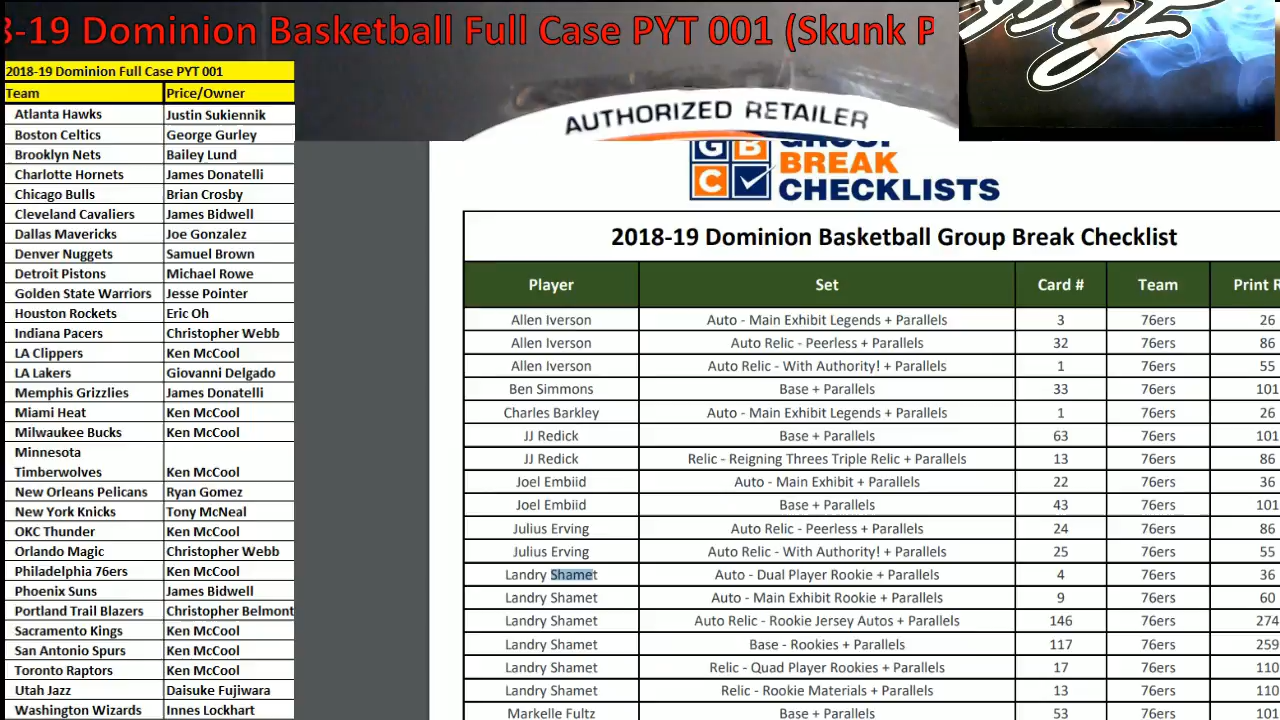 8-19 Dominion Basketball Full Case PYT 001 (Skunk P
2018-19 Dominion Full Case PYT 001
Team Price/Owner
Atlanta Hawks Justin Sukiennik
Boston Celtics George Gurley
Brooklyn Nets Bailey Lund
Charlotte Hornets James Donatelli
Chicago Bulls Brian Crosby
Cleveland Cavaliers James Bidwell
Dallas Mavericks Joe Gonzalez
Denver Nuggets Samuel Brown
Detroit Pistons Michael Rowe
Golden State Warriors Jesse Pointer
Houston Rockets Eric Oh
Indiana Pacers Christopher Webb
LA Clippers Ken McCool
LA Lakers Giovanni Delgado
Memphis Grizzlies James Donatelli
Miami Heat Ken McCool
Milwaukee Bucks Ken McCool
Minnesota
Timberwolves Ken McCool
New Orleans Pelicans Ryan Gomez
New York Knicks Tony McNeal
OKC Thunder Ken McCool
Orlando Magic Christopher Webb
Philadelphia 76ers Ken McCool
Phoenix Suns James Bidwell
Portland Trail Blazers Christopher Belmont
Sacramento Kings Ken McCool
San Antonio Spurs Ken McCool
Toronto Raptors Ken McCool
Utah Jazz Daisuke Fujiwara
Washington Wizards Innes Lockhart
AUTHORIZED RETAILER
G B GROUP
BREAK
C CHECKLISTS
2018-19 Dominion Basketball Group Break Checklist
Player Set Card # Team Print R
Allen Iverson Auto - Main Exhibit Legends + Parallels 3 76ers 26
Allen Iverson Auto Relic - Peerless + Parallels 32 76ers 86
Allen Iverson Auto Relic - With Authority! + Parallels 1 76ers 55
Ben Simmons Base + Parallels 33 76ers 101
Charles Barkley Auto - Main Exhibit Legends + Parallels 1 76ers 26
JJ Redick Base + Parallels 63 76ers 101
JJ Redick Relic - Reigning Threes Triple Relic + Parallels 13 76ers 86
Joel Embiid Auto - Main Exhibit + Parallels 22 76ers 36
Joel Embiid Base + Parallels 43 76ers 101
Julius Erving Auto Relic - Peerless + Parallels 24 76ers 86
Julius Erving Auto Relic - With Authority! + Parallels 25 76ers 55
Landry Shamet Auto - Dual Player Rookie + Parallels 4 76ers 36
Landry Shamet Auto - Main Exhibit Rookie + Parallels 9 76ers 60
Landry Shamet Auto Relic - Rookie Jersey Autos + Parallels 146 76ers 274
Landry Shamet Base - Rookies + Parallels 117 76ers 259
Landry Shamet Relic - Quad Player Rookies + Parallels 17 76ers 110
Landry Shamet Relic - Rookie Materials + Parallels 13 76ers 110
Markelle Fultz Base + Parallels 53 76ers 101